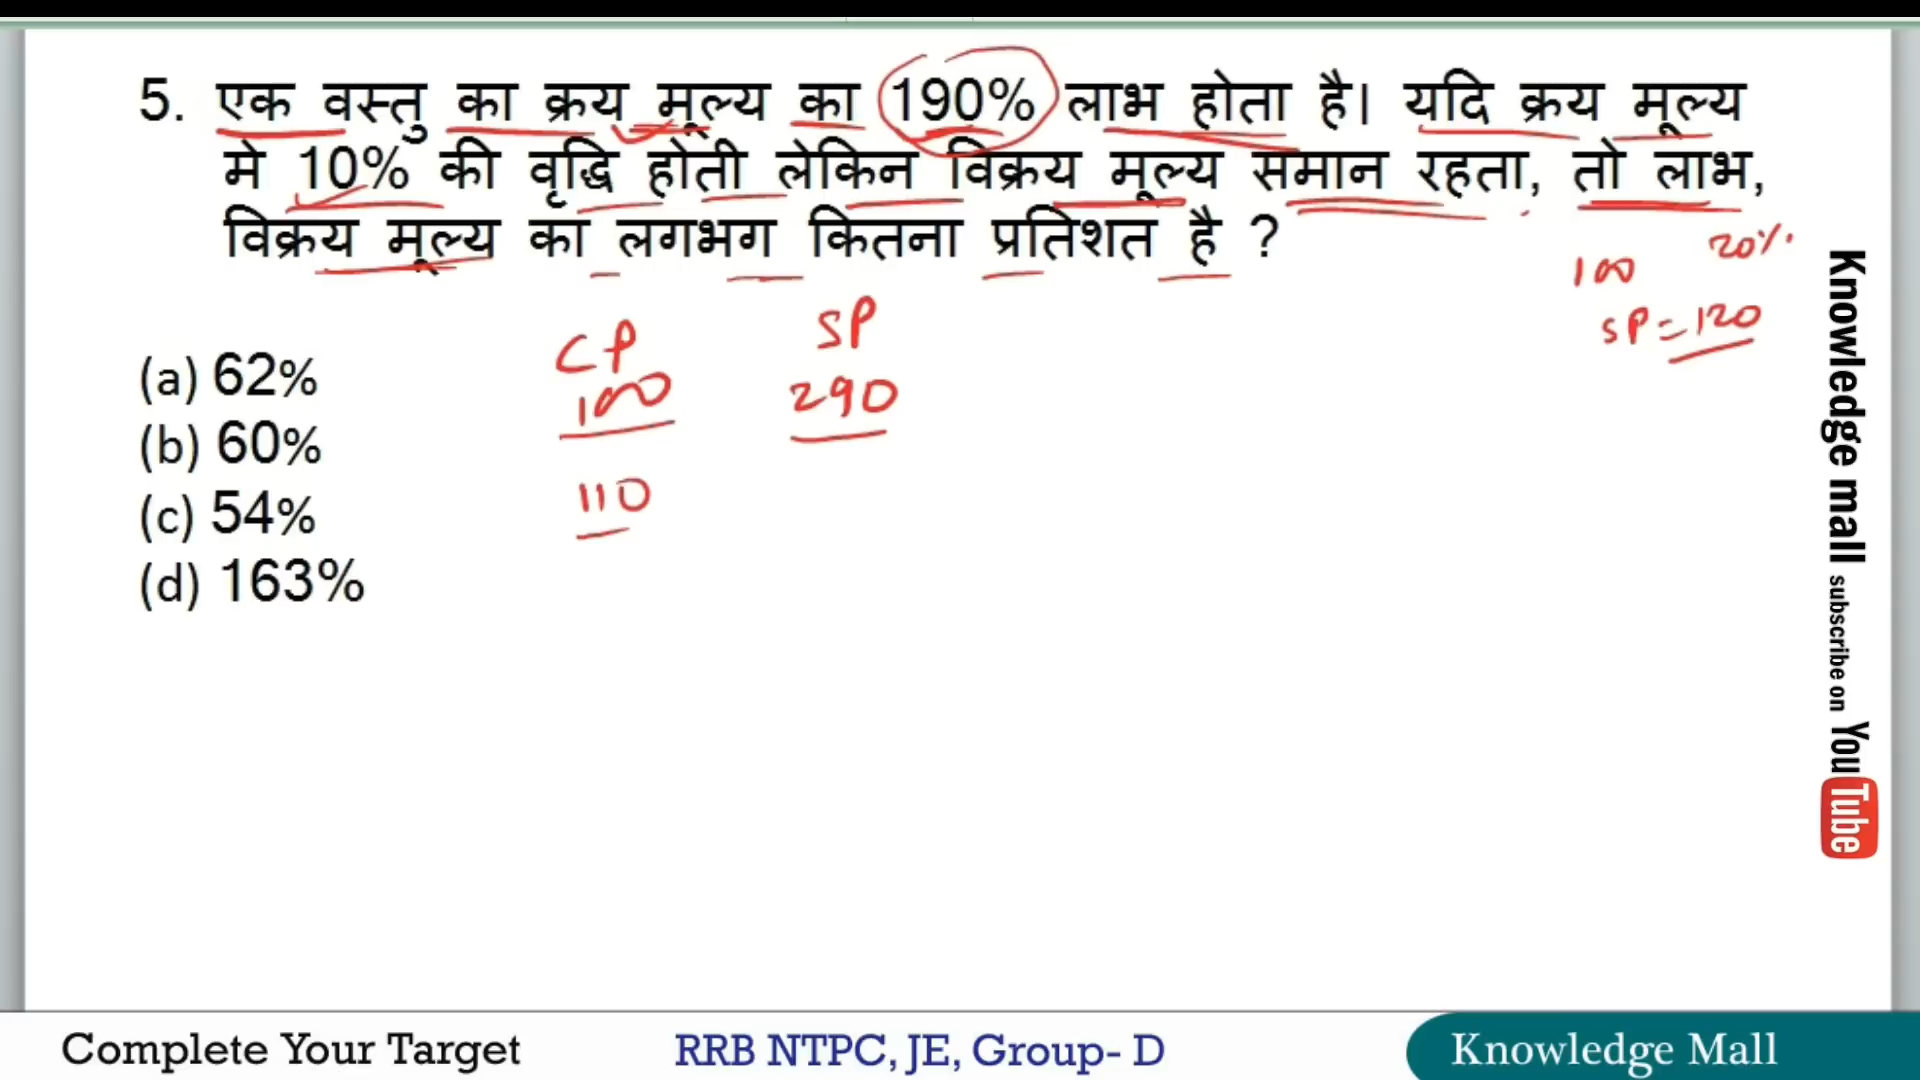 5. एक वस्तु का क्रय मूल्य का 190% लाभ होता है। यदि क्रय मूल्य
मे 10% की वृद्धि होती लेकिन विक्रय मूल्य समान रहता, तो लाभ,
विक्रय मूल्य का लगभग कितना प्रतिशत है ?
20%
100
SP = 120
CP
SP
100
290
110
(a) 62%
(b) 60%
(c) 54%
(d) 163%
Knowledge mall subscribe on YouTube
Complete Your Target
RRB NTPC, JE, Group- D
Knowledge Mall